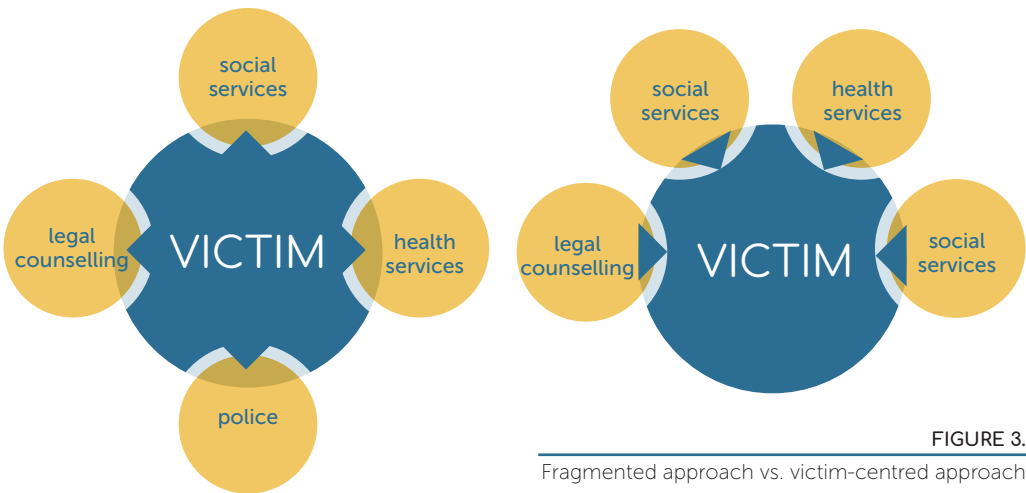 social
services
legal
counselling
VICTIM
health
services
police
social
services
health
services
legal
counselling
VICTIM
social
services
FIGURE 3.
Fragmented approach vs. victim-centred approach